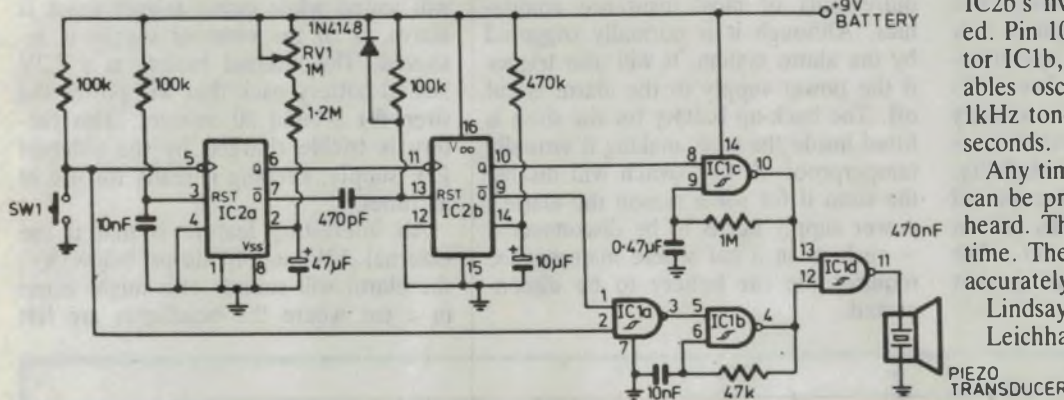 +9V
BATTERY
1N4148
RV1
1M
1·2M
100k
100k
100k
470k
SW1
10nF
5
6
Q
3
RST
7
Q̅
IC2a
4
2
VSS
1
8
47µF
470pF
16
VDD
11
10
Q
13
RST
9
Q̅
IC2b
12
14
15
10µF
14
8
IC1c
10
9
1M
0·47µF
470nF
13
IC1d
11
12
1
IC1a
3
2
7
5
IC1b
4
6
10nF
47k
PIEZO
TRANSDUCER
IC2b's
ed. Pin 10
tor IC1b,
ables osc
1kHz ton
seconds.
Any tim
can be pr
heard. Th
time. The
accurately
Lindsay
Leichha